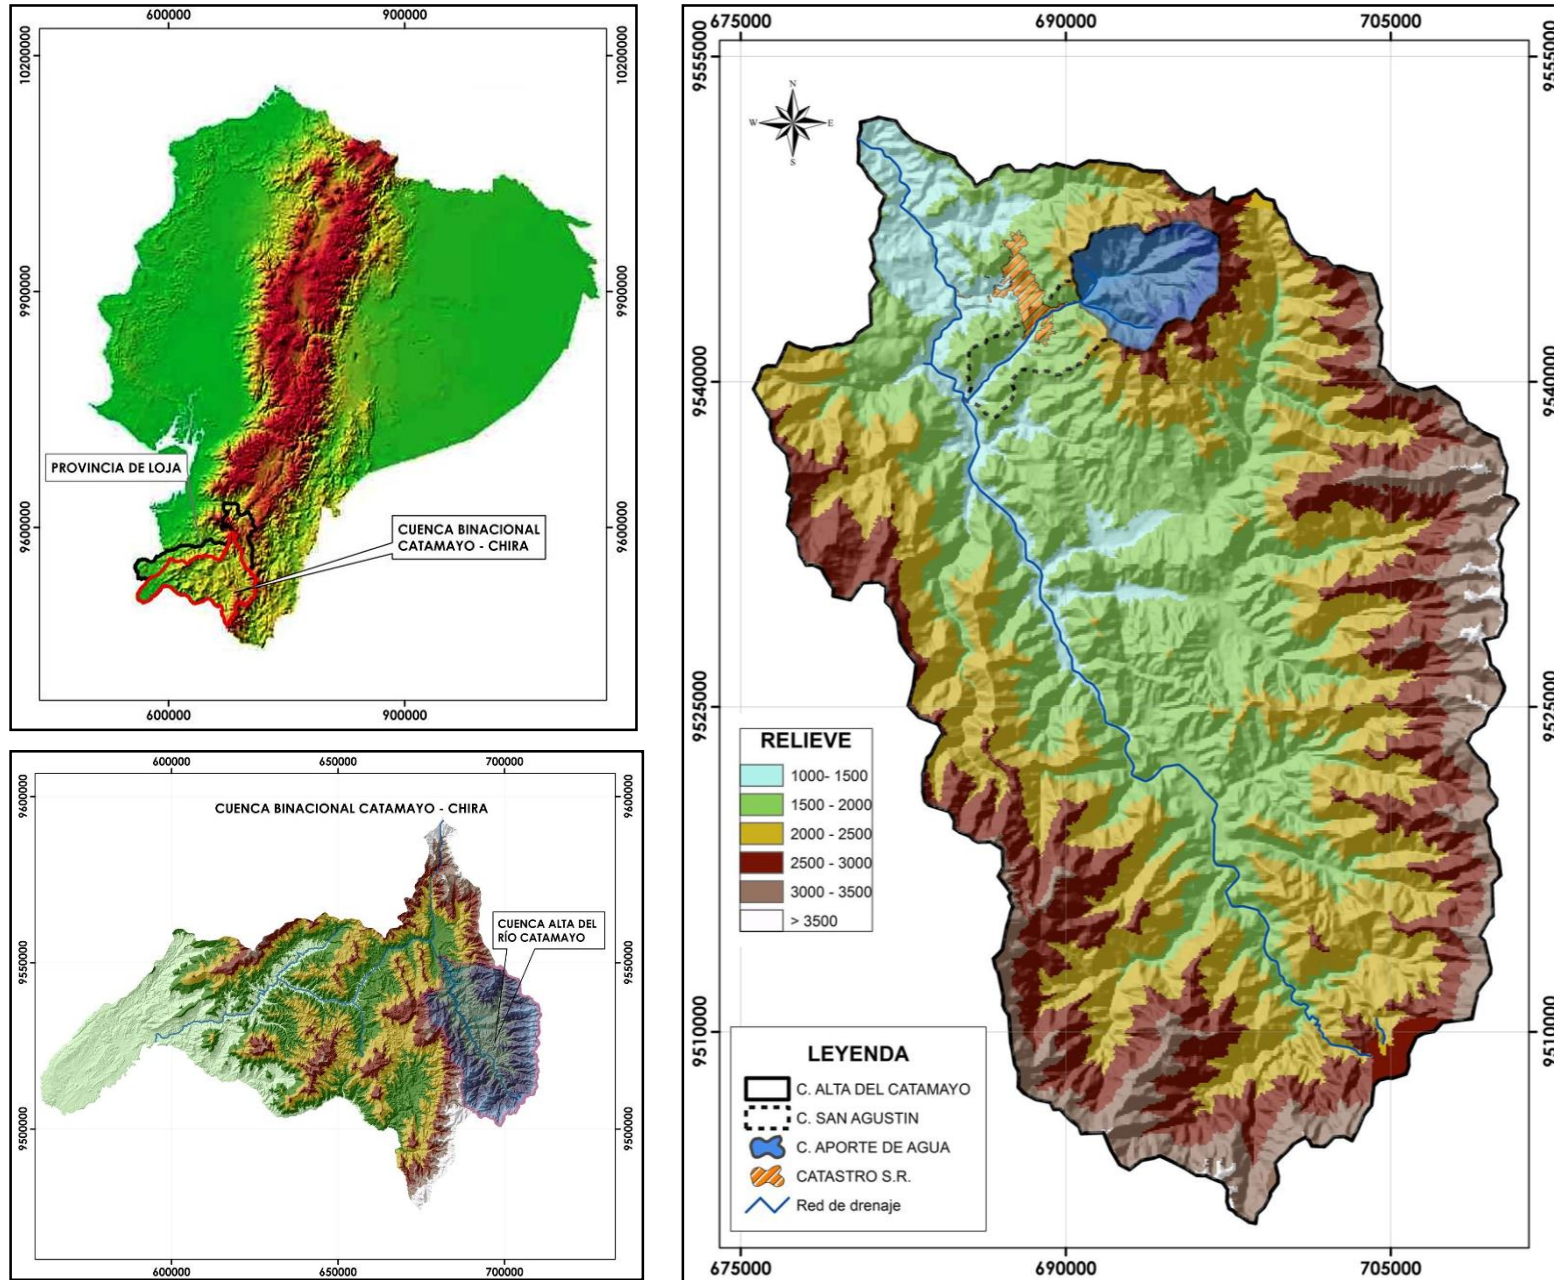 600000
900000
10200000
10200000
9900000
9900000
9600000
9600000
PROVINCIA DE LOJA
CUENCA BINACIONAL
CATAMAYO - CHIRA
600000
900000
600000
650000
700000
CUENCA BINACIONAL CATAMAYO - CHIRA
9600000
9600000
CUENCA ALTA DEL
RÍO CATAMAYO
9550000
9550000
9500000
9500000
600000
650000
700000
675000
690000
705000
9555000
9555000
N
W
E
S
9540000
9540000
9525000
9525000
RELIEVE
1000- 1500
1500 - 2000
2000 - 2500
2500 - 3000
3000 - 3500
> 3500
9510000
9510000
LEYENDA
C. ALTA DEL CATAMAYO
C. SAN AGUSTIN
C. APORTE DE AGUA
CATASTRO S.R.
Red de drenaje
675000
690000
705000